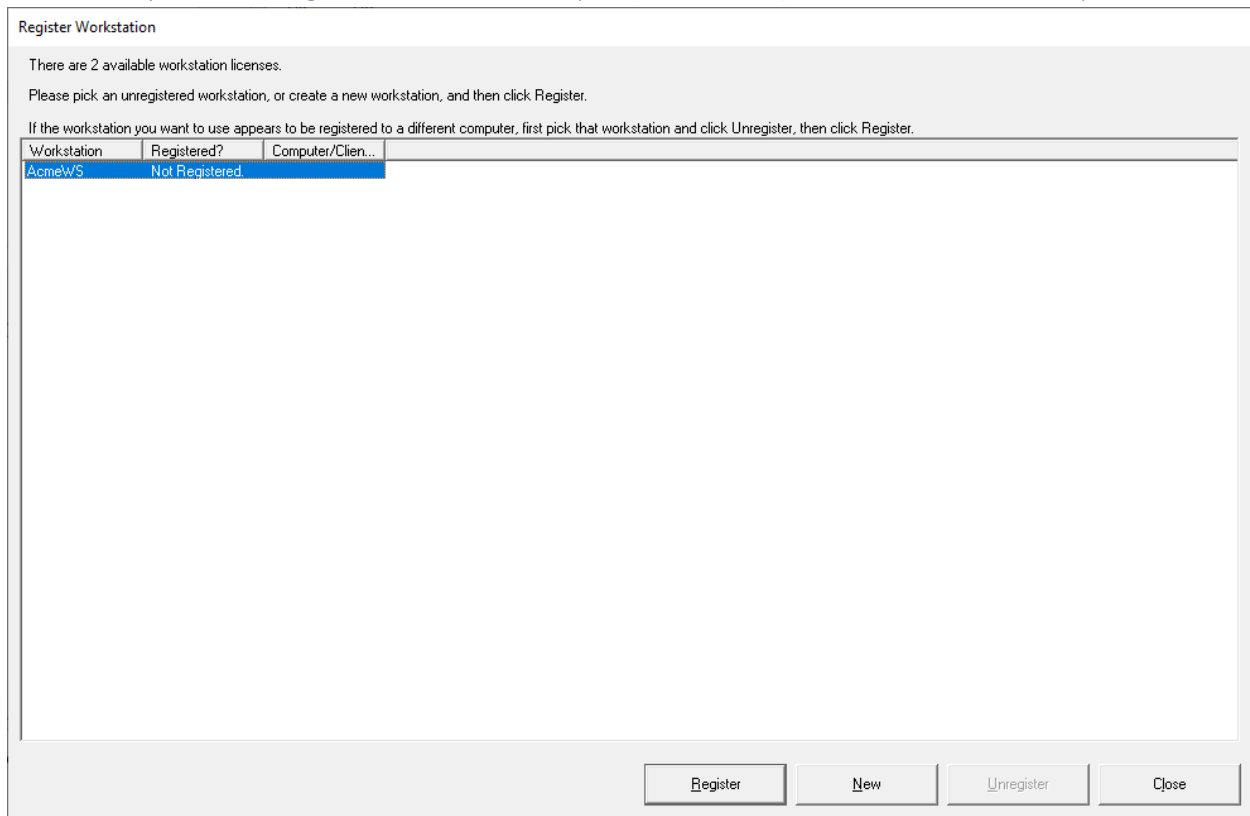 Register Workstation
There are 2 available workstation licenses.
Please pick an unregistered workstation, or create a new workstation, and then click Register.
If the workstation you want to use appears to be registered to a different computer, first pick that workstation and click Unregister, then click Register.
Workstation Registered? Computer/Clien...
AcmeWS Not Registered.
Register New Unregister Close